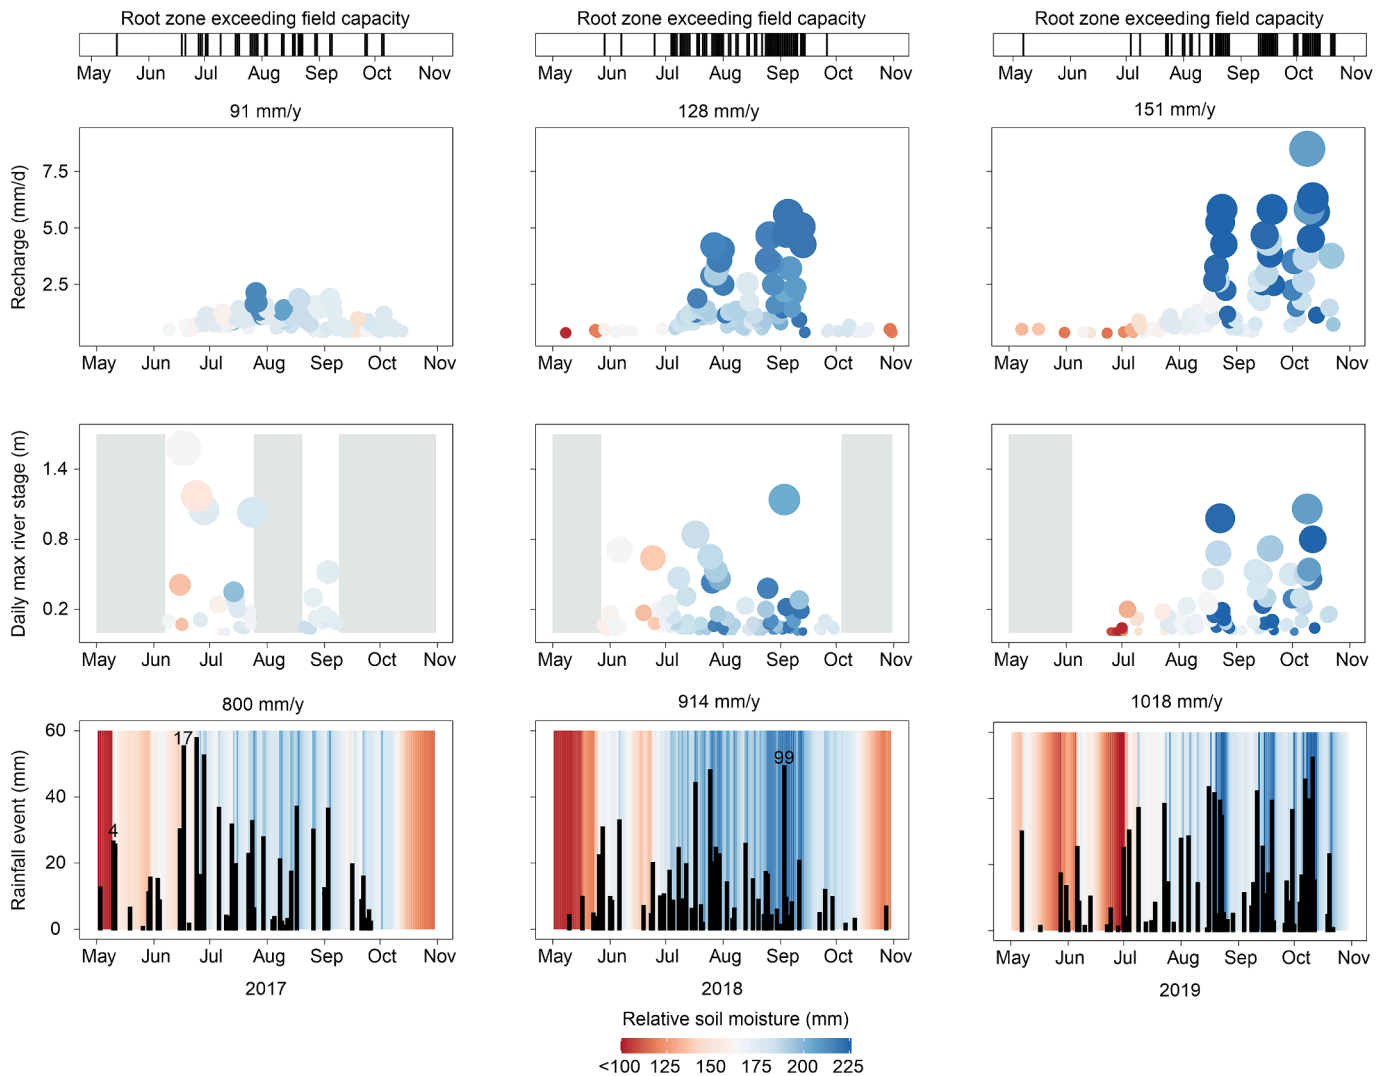 Root zone exceeding field capacity Root zone exceeding field capacity Root zone exceeding field capacity
May Jun Jul Aug Sep Oct Nov May Jun Jul Aug Sep Oct Nov May Jun Jul Aug Sep Oct Nov
91 mm/y 128 mm/y 151 mm/y
Recharge (mm/d)
7.5
5.0
2.5
May Jun Jul Aug Sep Oct Nov May Jun Jul Aug Sep Oct Nov May Jun Jul Aug Sep Oct Nov
Daily max river stage (m)
1.4
0.8
0.2
May Jun Jul Aug Sep Oct Nov May Jun Jul Aug Sep Oct Nov May Jun Jul Aug Sep Oct Nov
800 mm/y 914 mm/y 1018 mm/y
Rainfall event (mm)
60
17
99
40
4
20
0
May Jun Jul Aug Sep Oct Nov May Jun Jul Aug Sep Oct Nov May Jun Jul Aug Sep Oct Nov
2017 2018 2019
Relative soil moisture (mm)
<100 125 150 175 200 225